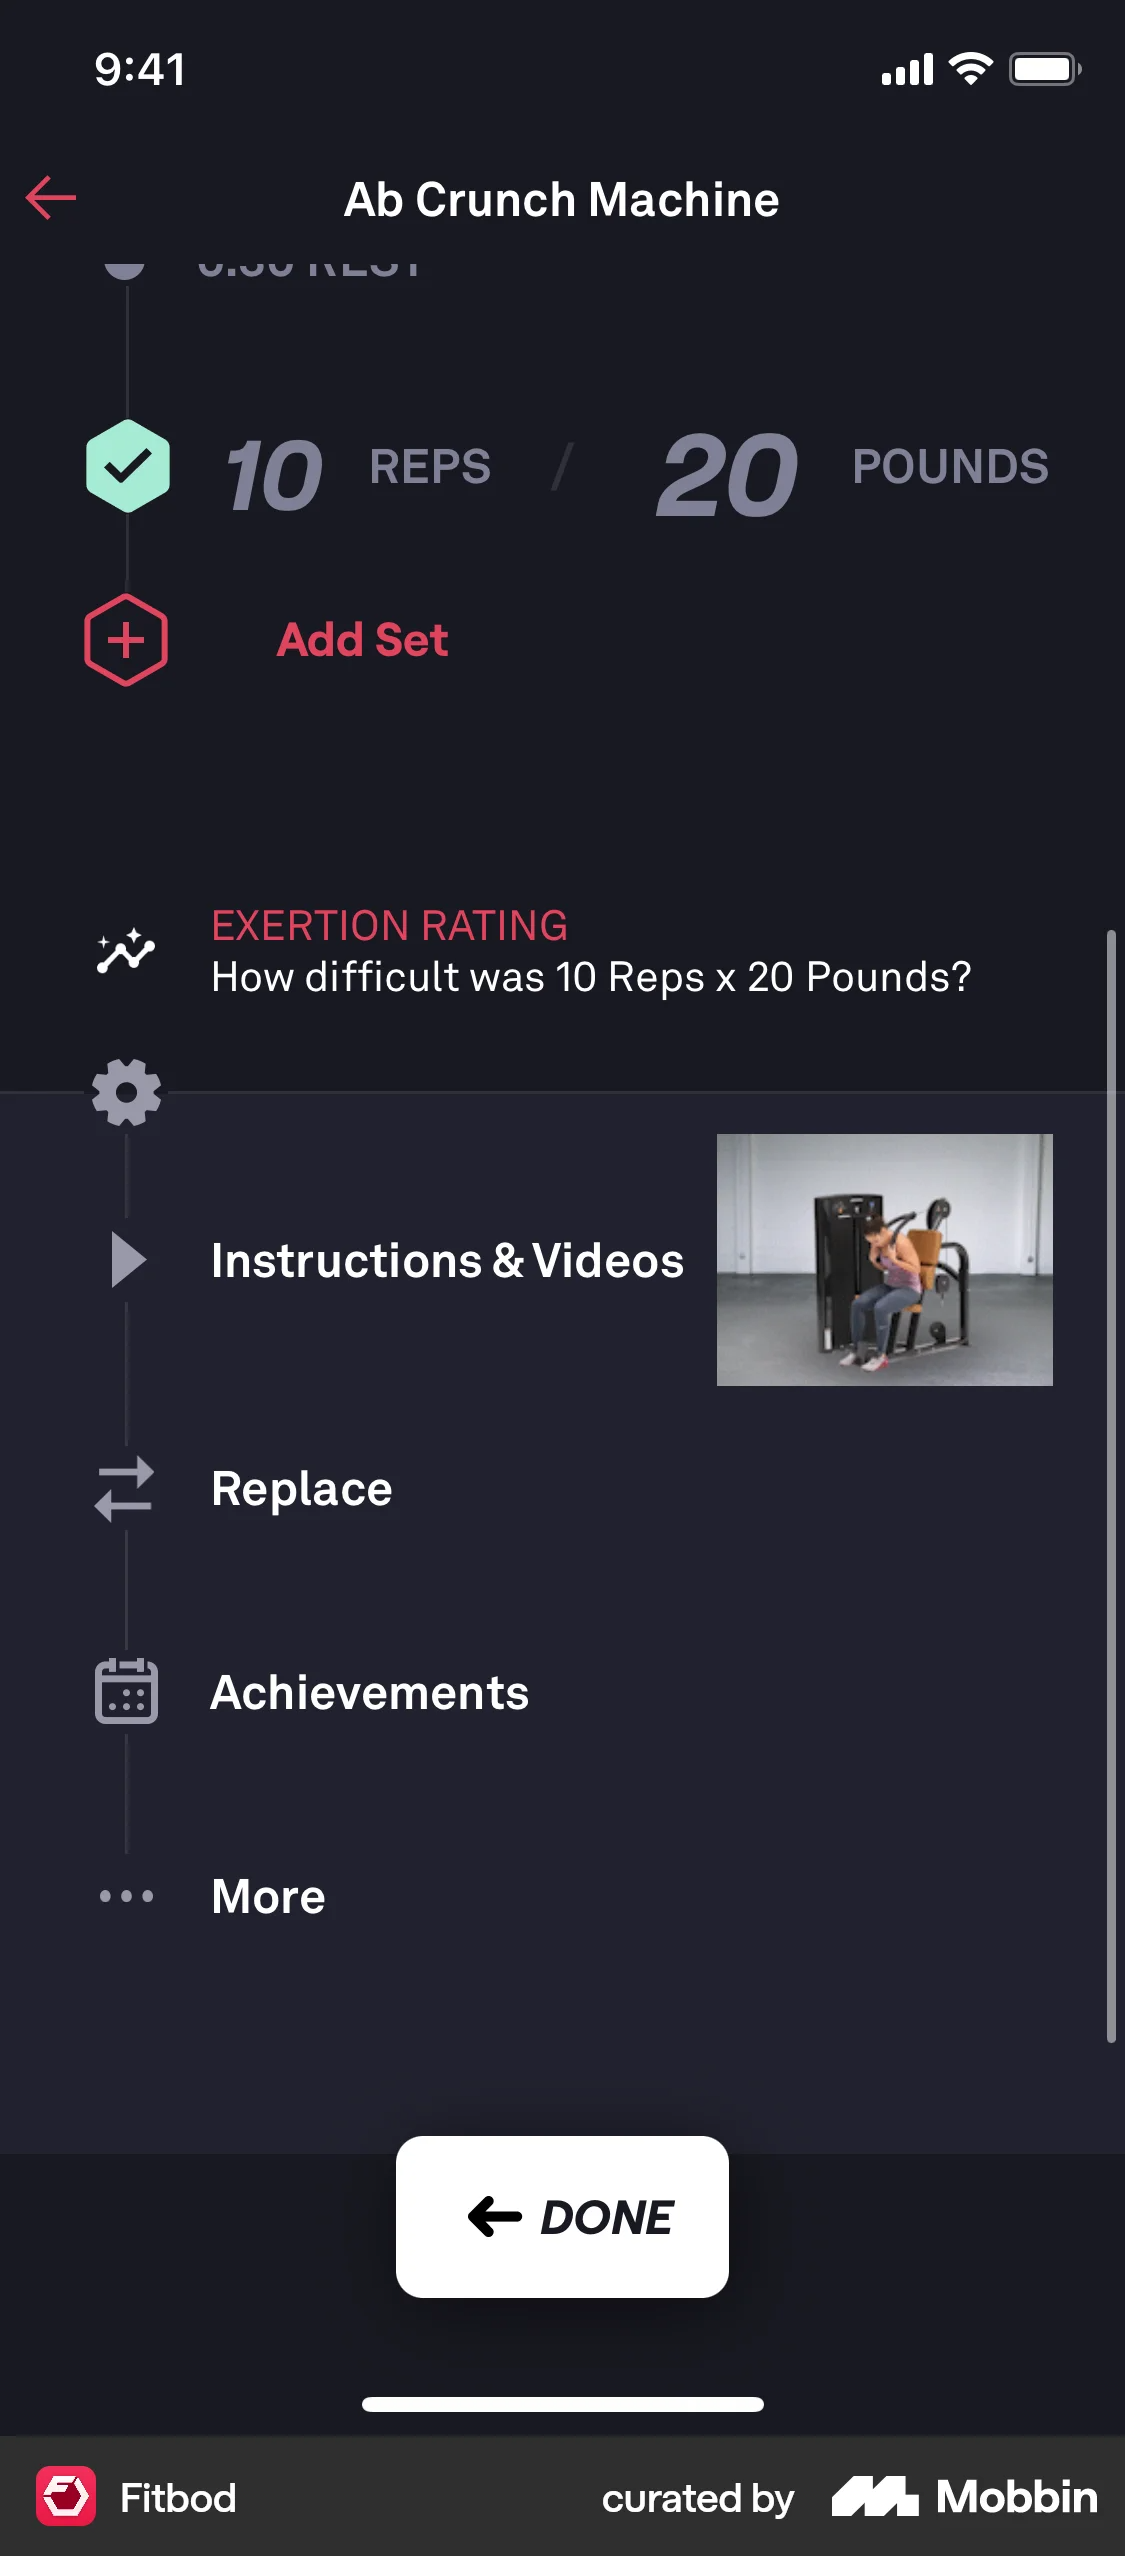 9:41
Ab Crunch Machine
REST
10 REPS / 20 POUNDS
Add Set
EXERTION RATING
How difficult was 10 Reps x 20 Pounds?
Instructions & Videos
Replace
Achievements
More
DONE
Fitbod
curated by Mobbin